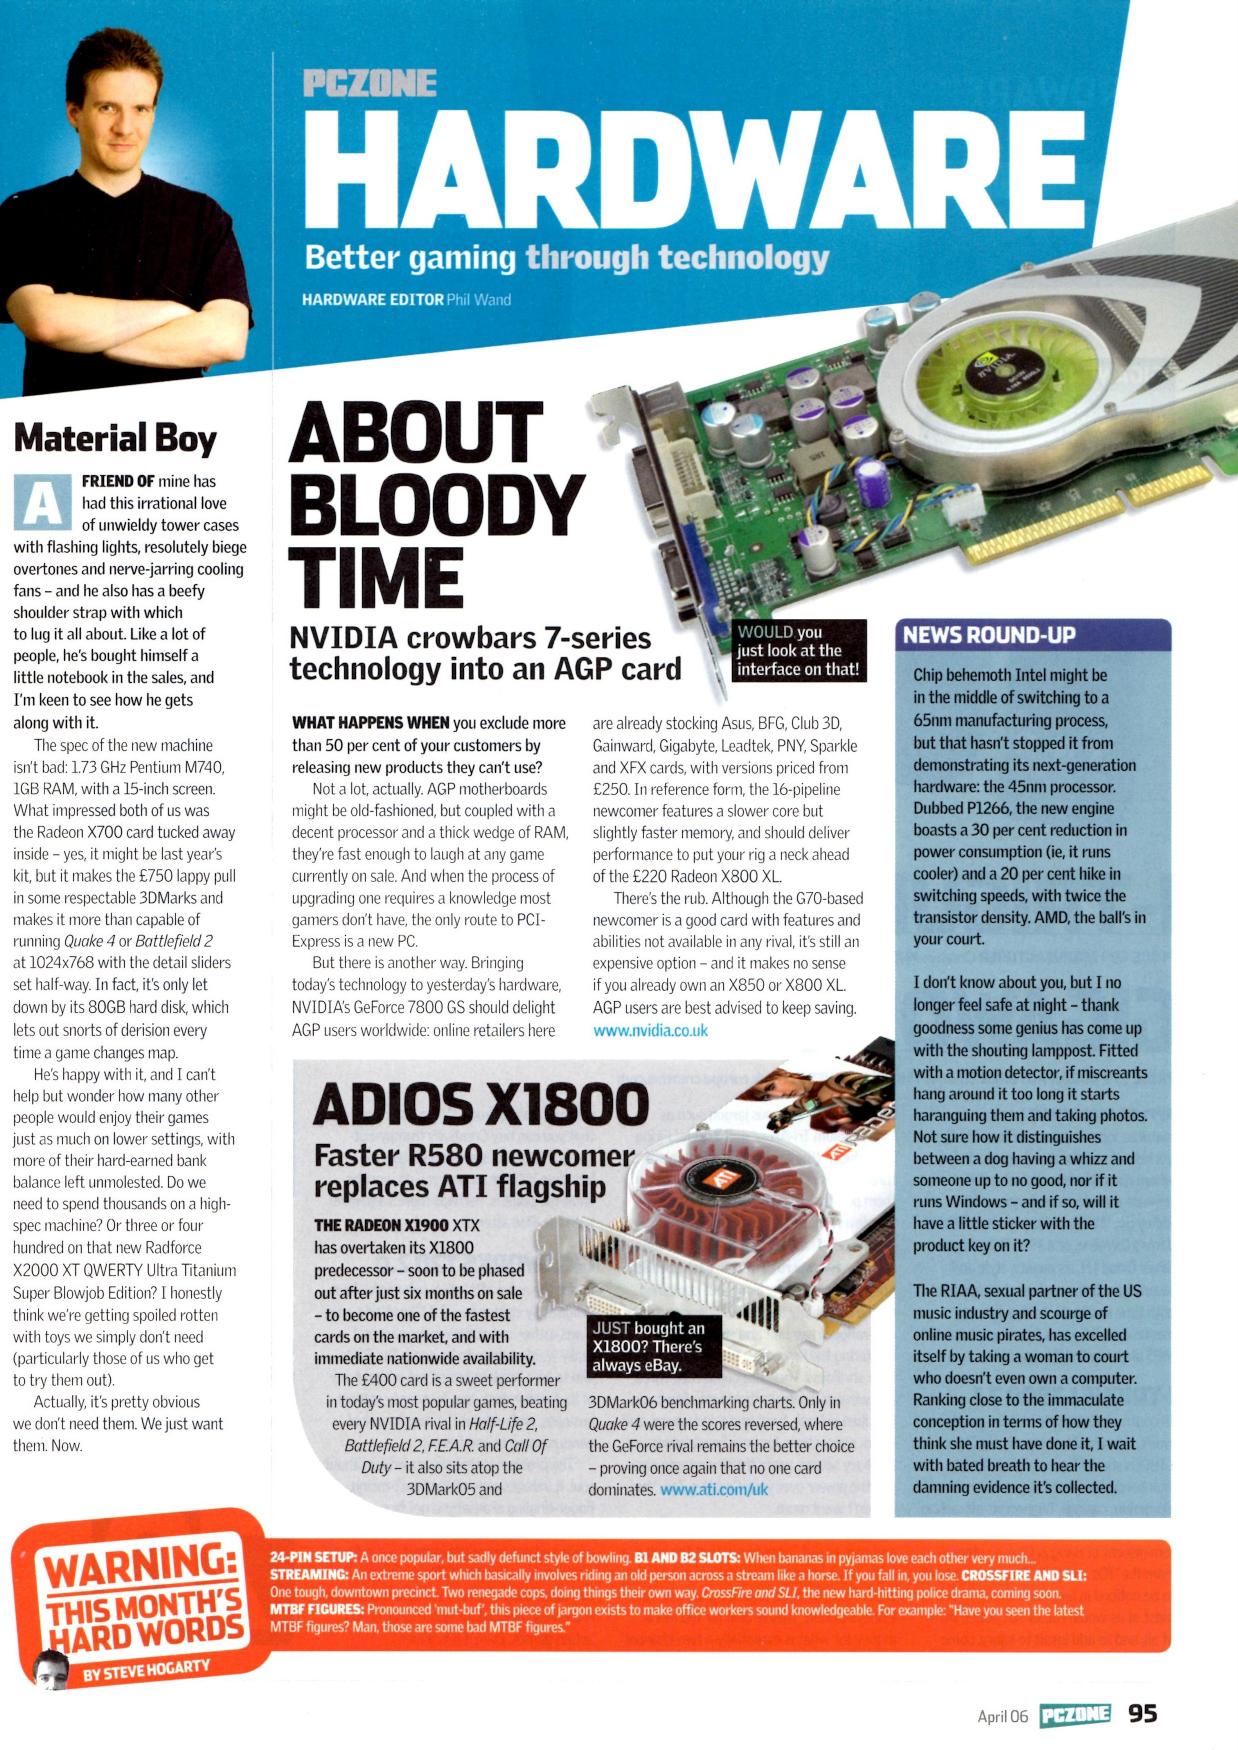 PCZONE
HARDWARE
Better gaming through technology
HARDWARE EDITOR Phil Wand
Material Boy
A FRIEND OF mine has
had this irrational love
of unwieldy tower cases
with flashing lights, resolutely biege
overtones and nerve-jarring cooling
fans – and he also has a beefy
shoulder strap with which
to lug it all about. Like a lot of
people, he's bought himself a
little notebook in the sales, and
I'm keen to see how he gets
along with it.
The spec of the new machine
isn't bad: 1.73 GHz Pentium M740,
1GB RAM, with a 15-inch screen.
What impressed both of us was
the Radeon X700 card tucked away
inside – yes, it might be last year's
kit, but it makes the £750 lappy pull
in some respectable 3DMarks and
makes it more than capable of
running Quake 4 or Battlefield 2
at 1024x768 with the detail sliders
set half-way. In fact, it's only let
down by its 80GB hard disk, which
lets out snorts of derision every
time a game changes map.
He's happy with it, and I can't
help but wonder how many other
people would enjoy their games
just as much on lower settings, with
more of their hard-earned bank
balance left unmolested. Do we
need to spend thousands on a high-
spec machine? Or three or four
hundred on that new Radforce
X2000 XT QWERTY Ultra Titanium
Super Blowjob Edition? I honestly
think we're getting spoiled rotten
with toys we simply don't need
(particularly those of us who get
to try them out).
Actually, it's pretty obvious
we don't need them. We just want
them. Now.
ABOUT
BLOODY
TIME
NVIDIA crowbars 7-series
technology into an AGP card
WOULD you
just look at the
interface on that!
WHAT HAPPENS WHEN you exclude more
than 50 per cent of your customers by
releasing new products they can't use?
Not a lot, actually. AGP motherboards
might be old-fashioned, but coupled with a
decent processor and a thick wedge of RAM,
they're fast enough to laugh at any game
currently on sale. And when the process of
upgrading one requires a knowledge most
gamers don't have, the only route to PCI-
Express is a new PC.
But there is another way. Bringing
today's technology to yesterday's hardware,
NVIDIA's GeForce 7800 GS should delight
AGP users worldwide: online retailers here
are already stocking Asus, BFG, Club 3D,
Gainward, Gigabyte, Leadtek, PNY, Sparkle
and XFX cards, with versions priced from
£250. In reference form, the 16-pipeline
newcomer features a slower core but
slightly faster memory, and should deliver
performance to put your rig a neck ahead
of the £220 Radeon X800 XL.
There's the rub. Although the G70-based
newcomer is a good card with features and
abilities not available in any rival, it's still an
expensive option – and it makes no sense
if you already own an X850 or X800 XL.
AGP users are best advised to keep saving.
www.nvidia.co.uk
ADIOS X1800
Faster R580 newcomer
replaces ATI flagship
THE RADEON X1900 XTX
has overtaken its X1800
predecessor – soon to be phased
out after just six months on sale
– to become one of the fastest
cards on the market, and with
immediate nationwide availability.
The £400 card is a sweet performer
in today's most popular games, beating
every NVIDIA rival in Half-Life 2,
Battlefield 2, F.E.A.R. and Call Of
Duty – it also sits atop the
3DMark05 and
ATI
JUST bought an
X1800? There's
always eBay.
3DMark06 benchmarking charts. Only in
Quake 4 were the scores reversed, where
the GeForce rival remains the better choice
– proving once again that no one card
dominates. www.ati.com/uk
NEWS ROUND-UP
Chip behemoth Intel might be
in the middle of switching to a
65nm manufacturing process,
but that hasn't stopped it from
demonstrating its next-generation
hardware: the 45nm processor.
Dubbed P1266, the new engine
boasts a 30 per cent reduction in
power consumption (ie, it runs
cooler) and a 20 per cent hike in
switching speeds, with twice the
transistor density. AMD, the ball's in
your court.
I don't know about you, but I no
longer feel safe at night – thank
goodness some genius has come up
with the shouting lamppost. Fitted
with a motion detector, if miscreants
hang around it too long it starts
haranguing them and taking photos.
Not sure how it distinguishes
between a dog having a whizz and
someone up to no good, nor if it
runs Windows – and if so, will it
have a little sticker with the
product key on it?
The RIAA, sexual partner of the US
music industry and scourge of
online music pirates, has excelled
itself by taking a woman to court
who doesn't even own a computer.
Ranking close to the immaculate
conception in terms of how they
think she must have done it, I wait
with bated breath to hear the
damning evidence it's collected.
WARNING:
THIS MONTH'S
HARD WORDS
BY STEVE HOGARTY
24-PIN SETUP: A once popular, but sadly defunct style of bowling. B1 AND B2 SLOTS: When bananas in pyjamas love each other very much...
STREAMING: An extreme sport which basically involves riding an old person across a stream like a horse. If you fall in, you lose. CROSSFIRE AND SLI:
One tough, downtown precinct. Two renegade cops, doing things their own way. CrossFire and SLI, the new hard-hitting police drama, coming soon.
MTBF FIGURES: Pronounced 'mut-buf', this piece of jargon exists to make office workers sound knowledgeable. For example: "Have you seen the latest
MTBF figures? Man, those are some bad MTBF figures."
April 06 PCZONE 95